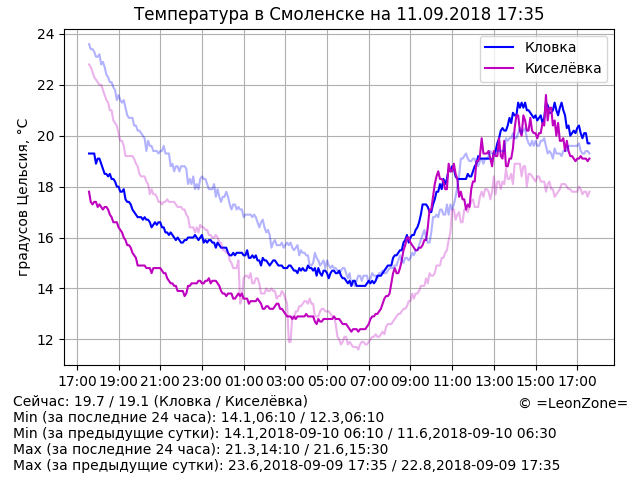 Температура в Смоленске на 11.09.2018 17:35
градусов Цельсия, °C
24
22
20
18
16
14
12
Кловка
Киселёвка
17:00 19:00 21:00 23:00 01:00 03:00 05:00 07:00 09:00 11:00 13:00 15:00 17:00
Сейчас: 19.7 / 19.1 (Кловка / Киселёвка)
© =LeonZone=
Min (за последние 24 часа): 14.1,06:10 / 12.3,06:10
Min (за предыдущие сутки): 14.1,2018-09-10 06:10 / 11.6,2018-09-10 06:30
Max (за последние 24 часа): 21.3,14:10 / 21.6,15:30
Max (за предыдущие сутки): 23.6,2018-09-09 17:35 / 22.8,2018-09-09 17:35